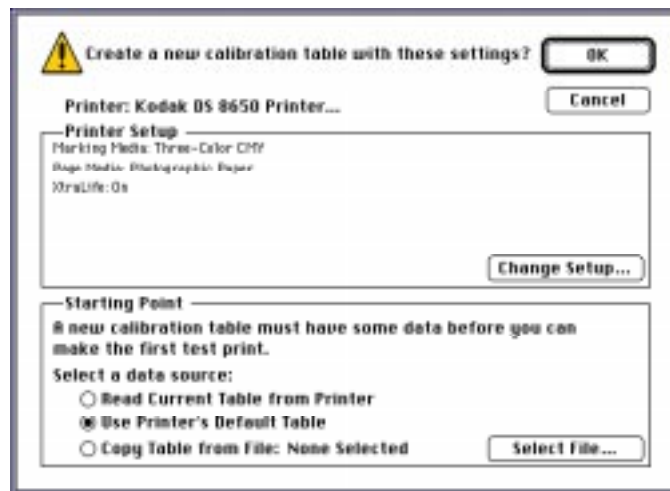 Create a new calibration table with these settings?
OK
Printer: Kodak DS 8650 Printer...
Cancel
Printer Setup
Marking Media: Three-Color CMY
Page Media: Photographic Paper
XtraLife: On
Change Setup...
Starting Point
A new calibration table must have some data before you can
make the first test print.
Select a data source:
Read Current Table from Printer
Use Printer's Default Table
Copy Table from File: None Selected
Select File...